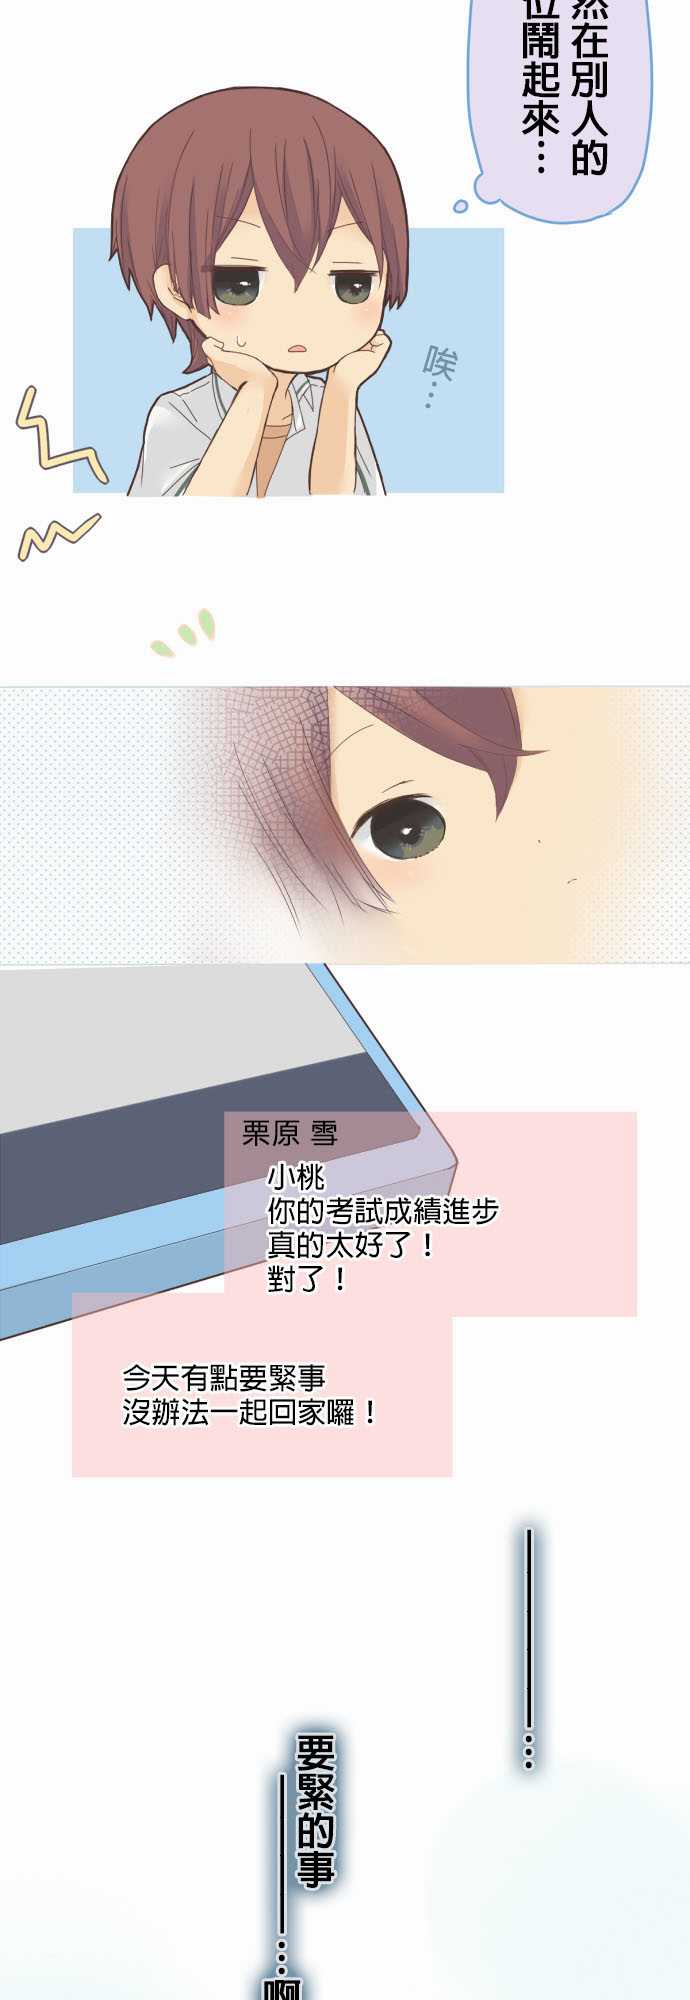 然在別人的
位鬧起來…
唉…
栗原 雪
小桃
你的考試成績進步
真的太好了！
對了！
今天有點要緊事
沒辦法一起回家囉！
————…
要緊的事
————……啊